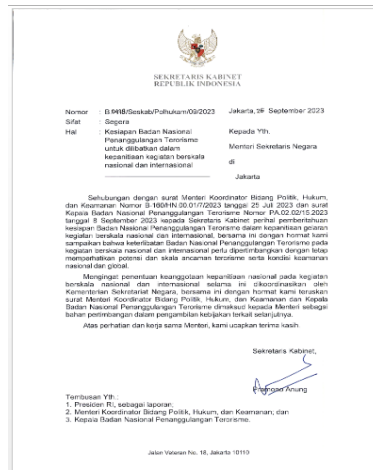 SEKRETARIS KABINET
REPUBLIK INDONESIA
Nomor : B.0418/Seskab/Polhukam/09/2023
Jakarta, September 2023
Sifat : Segera
Hal : Kesiapan Badan Nasional
Penanggulangan Terorisme
untuk dilibatkan dalam
kepanitiaan kegiatan berskala
nasional dan internasional
Kepada Yth.
Menteri Sekretaris Negara
di
Jakarta
Sehubungan dengan surat Menteri Koordinator Bidang Politik, Hukum,
dan Keamanan Nomor B-160/HN.00.01/7/2023 tanggal 25 Juli 2023 dan surat
Kepala Badan Nasional Penanggulangan Terorisme Nomor PA.02.02/15.2023
tanggal 8 September 2023 kepada Sekretaris Kabinet perihal pemberitahuan
kesiapan Badan Nasional Penanggulangan Terorisme dalam kepanitiaan gelaran
kegiatan berskala nasional dan internasional, bersama ini dengan hormat kami
sampaikan bahwa keterlibatan Badan Nasional Penanggulangan Terorisme pada
kegiatan berskala nasional dan internasional perlu dipertimbangkan dengan tetap
memperhatikan potensi dan skala ancaman terorisme serta kondisi keamanan
nasional dan global.
Mengingat penentuan keanggotaan kepanitiaan nasional pada kegiatan
berskala nasional dan internasional selama ini dikoordinasikan oleh
Kementerian Sekretariat Negara, bersama ini dengan hormat kami teruskan
surat Menteri Koordinator Bidang Politik, Hukum, dan Keamanan dan Kepala
Badan Nasional Penanggulangan Terorisme dimaksud kepada Menteri sebagai
bahan pertimbangan dalam pengambilan kebijakan terkait selanjutnya.
Atas perhatian dan kerja sama Menteri, kami ucapkan terima kasih.
Sekretaris Kabinet,
Pramono Anung
Tembusan Yth.:
1. Presiden RI, sebagai laporan;
2. Menteri Koordinator Bidang Politik, Hukum, dan Keamanan; dan
3. Kepala Badan Nasional Penanggulangan Terorisme.
Jalan Veteran No. 18, Jakarta 10110